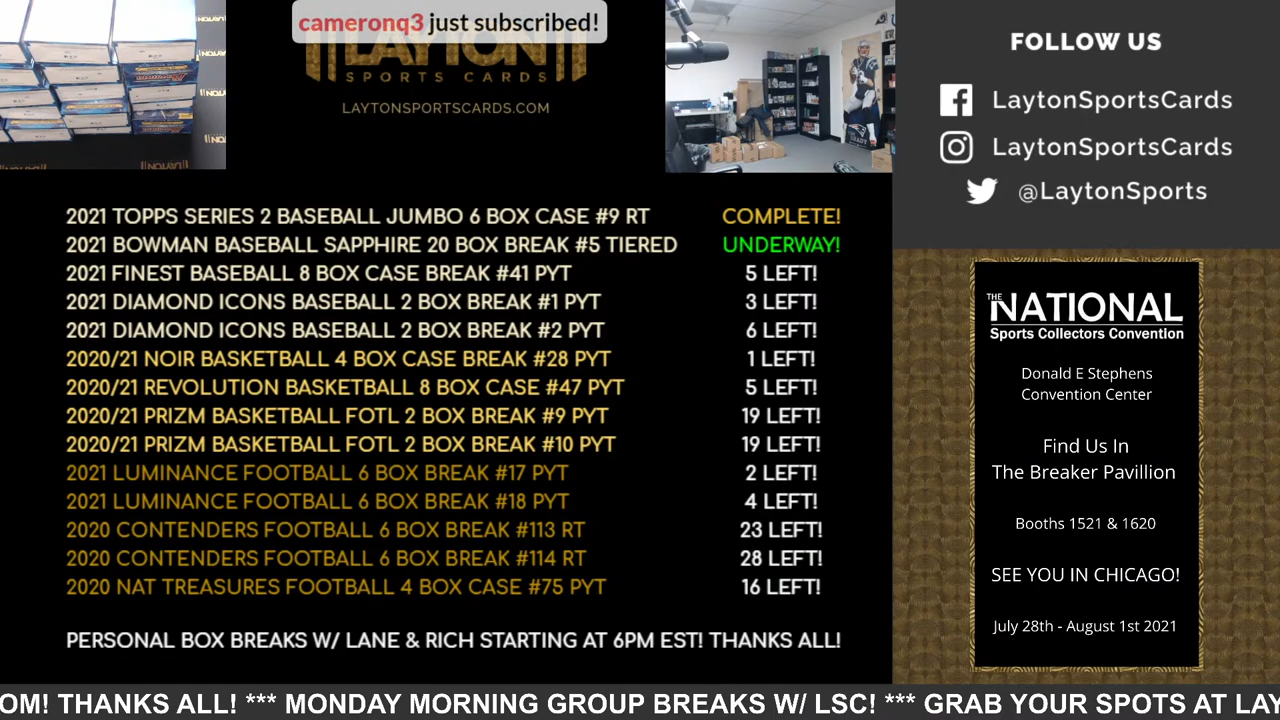 cameronq3 just subscribed!
LAYTON
SPORTS CARDS
LAYTONSPORTSCARDS.COM
BRADY
FOLLOW US
LaytonSportsCards
LaytonSportsCards
@LaytonSports
2021 TOPPS SERIES 2 BASEBALL JUMBO 6 BOX CASE #9 RT COMPLETE!
2021 BOWMAN BASEBALL SAPPHIRE 20 BOX BREAK #5 TIERED UNDERWAY!
2021 FINEST BASEBALL 8 BOX CASE BREAK #41 PYT 5 LEFT!
2021 DIAMOND ICONS BASEBALL 2 BOX BREAK #1 PYT 3 LEFT!
2021 DIAMOND ICONS BASEBALL 2 BOX BREAK #2 PYT 6 LEFT!
2020/21 NOIR BASKETBALL 4 BOX CASE BREAK #28 PYT 1 LEFT!
2020/21 REVOLUTION BASKETBALL 8 BOX CASE #47 PYT 5 LEFT!
2020/21 PRIZM BASKETBALL FOTL 2 BOX BREAK #9 PYT 19 LEFT!
2020/21 PRIZM BASKETBALL FOTL 2 BOX BREAK #10 PYT 19 LEFT!
2021 LUMINANCE FOOTBALL 6 BOX BREAK #17 PYT 2 LEFT!
2021 LUMINANCE FOOTBALL 6 BOX BREAK #18 PYT 4 LEFT!
2020 CONTENDERS FOOTBALL 6 BOX BREAK #113 RT 23 LEFT!
2020 CONTENDERS FOOTBALL 6 BOX BREAK #114 RT 28 LEFT!
2020 NAT TREASURES FOOTBALL 4 BOX CASE #75 PYT 16 LEFT!
PERSONAL BOX BREAKS W/ LANE & RICH STARTING AT 6PM EST! THANKS ALL!
THE NATIONAL
Sports Collectors Convention
Donald E Stephens
Convention Center
Find Us In
The Breaker Pavillion
Booths 1521 & 1620
SEE YOU IN CHICAGO!
July 28th - August 1st 2021
OM! THANKS ALL! *** MONDAY MORNING GROUP BREAKS W/ LSC! *** GRAB YOUR SPOTS AT LAY